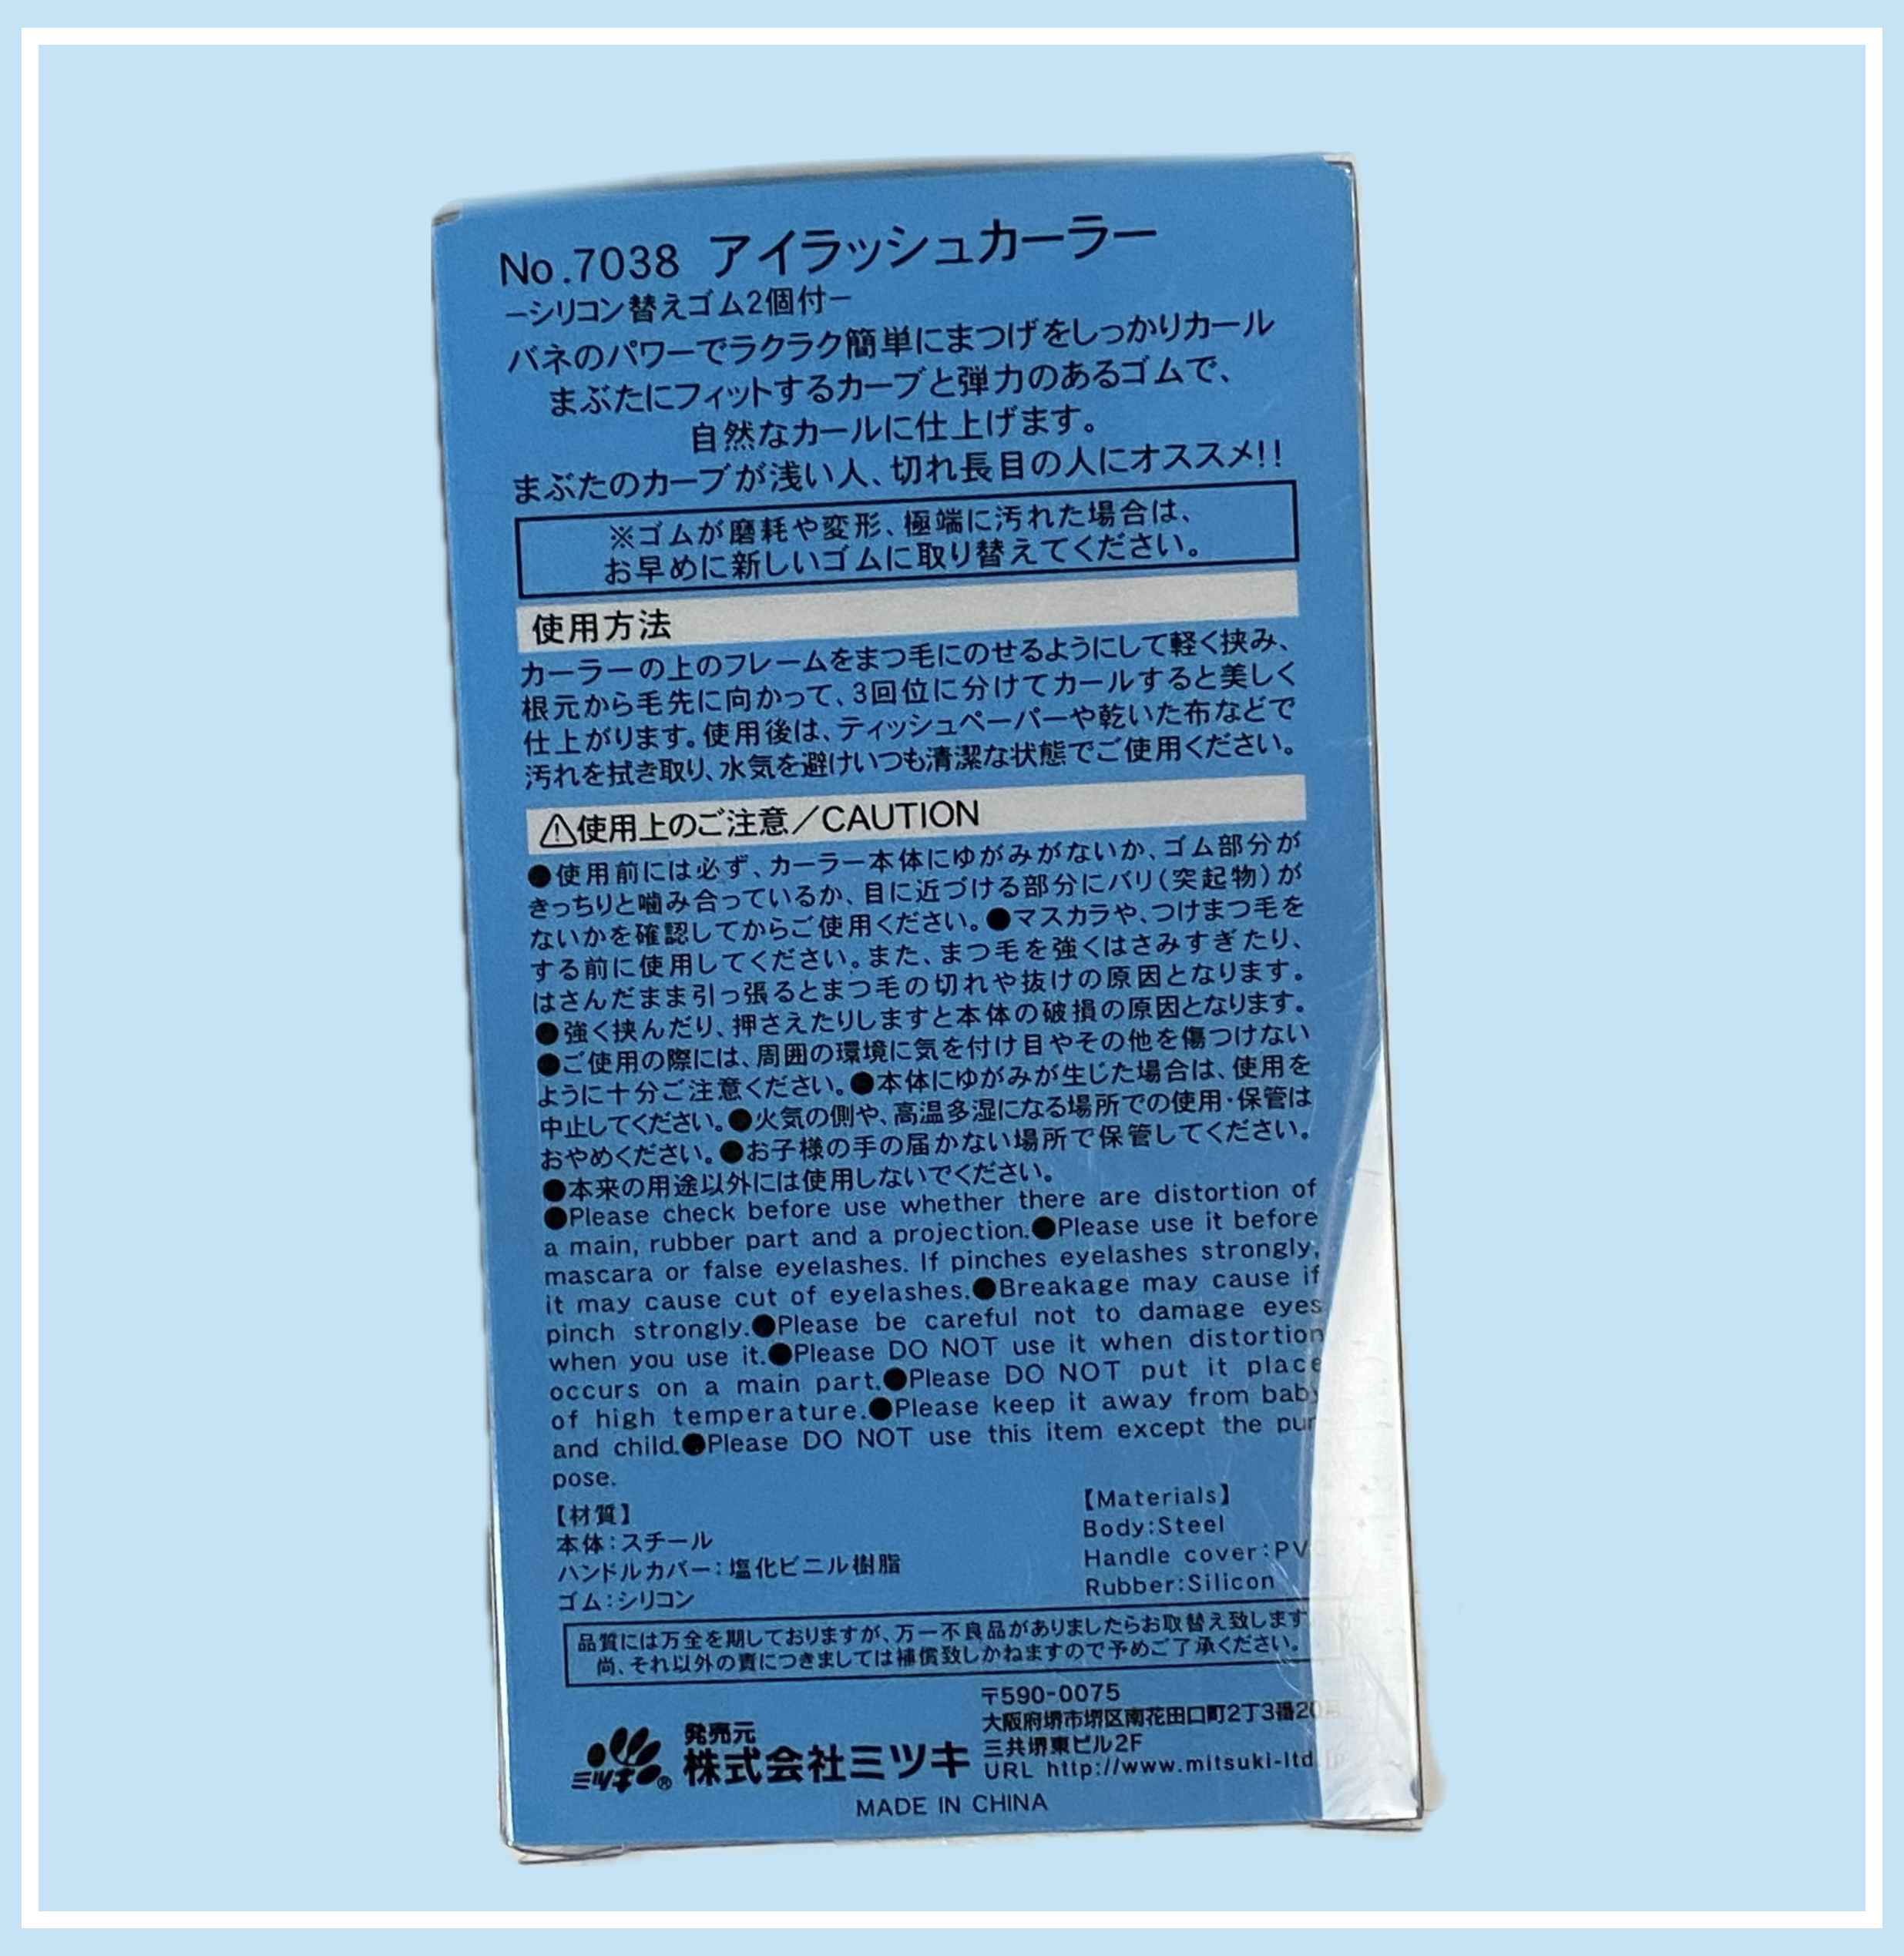 No.7038 アイラッシュカーラー
−シリコン替えゴム2個付−
バネのパワーでラクラク簡単にまつげをしっかりカール
まぶたにフィットするカーブと弾力のあるゴムで、
自然なカールに仕上げます。
まぶたのカーブが浅い人、切れ長目の人にオススメ!!
※ゴムが磨耗や変形、極端に汚れた場合は、
お早めに新しいゴムに取り替えてください。
使用方法
カーラーの上のフレームをまつ毛にのせるようにして軽く挟み、
根元から毛先に向かって、3回位に分けてカールすると美しく
仕上がります。使用後は、ティッシュペーパーや乾いた布などで
汚れを拭き取り、水気を避けいつも清潔な状態でご使用ください。
⚠使用上のご注意／CAUTION
●使用前には必ず、カーラー本体にゆがみがないか、ゴム部分が
きっちりと噛み合っているか、目に近づける部分にバリ(突起物)が
ないかを確認してからご使用ください。●マスカラや、つけまつ毛を
する前に使用してください。また、まつ毛を強くはさみすぎたり、
はさんだまま引っ張るとまつ毛の切れや抜けの原因となります。
●強く挟んだり、押さえたりしますと本体の破損の原因となります。
●ご使用の際には、周囲の環境に気を付け目やその他を傷つけない
ように十分ご注意ください。●本体にゆがみが生じた場合は、使用を
中止してください。●火気の側や、高温多湿になる場所での使用・保管は
おやめください。●お子様の手の届かない場所で保管してください。
●本来の用途以外には使用しないでください。
●Please check before use whether there are distortion of
a main, rubber part and a projection.●Please use it before
mascara or false eyelashes. If pinches eyelashes strongly,
it may cause cut of eyelashes.●Breakage may cause if
pinch strongly.●Please be careful not to damage eyes
when you use it.●Please DO NOT use it when distortion
occurs on a main part.●Please DO NOT put it place
of high temperature.●Please keep it away from baby
and child.●Please DO NOT use this item except the pur
pose.
【材質】
本体：スチール
ハンドルカバー：塩化ビニル樹脂
ゴム：シリコン
【Materials】
Body:Steel
Handle cover:PV
Rubber:Silicon
品質には万全を期しておりますが、万一不良品がありましたらお取替え致します
尚、それ以外の責につきましては補償致しかねますので予めご了承ください。
ミツキ®
発売元
株式会社ミツキ
〒590-0075
大阪府堺市堺区南花田口町2丁3番20号
三共堺東ビル2F
URL http://www.mitsuki-ltd.jp
MADE IN CHINA